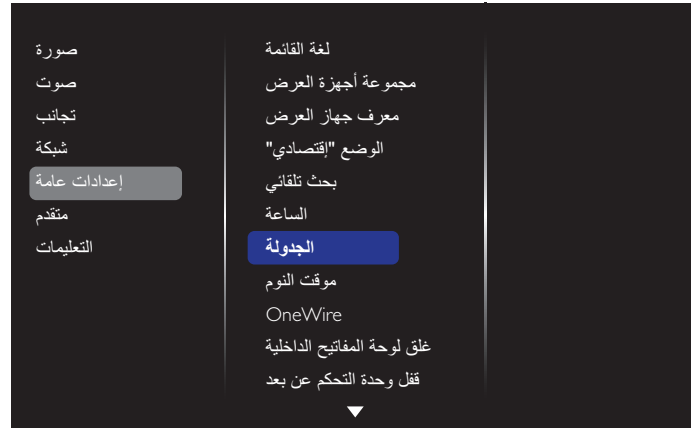 صورة
صوت
تجانب
شبكة
إعدادات عامة
متقدم
التعليمات
لغة القائمة
مجموعة أجهزة العرض
معرف جهاز العرض
الوضع "إقتصادي"
بحث تلقائي
الساعة
الجدولة
موقت النوم
OneWire
غلق لوحة المفاتيح الداخلية
قفل وحدة التحكم عن بعد